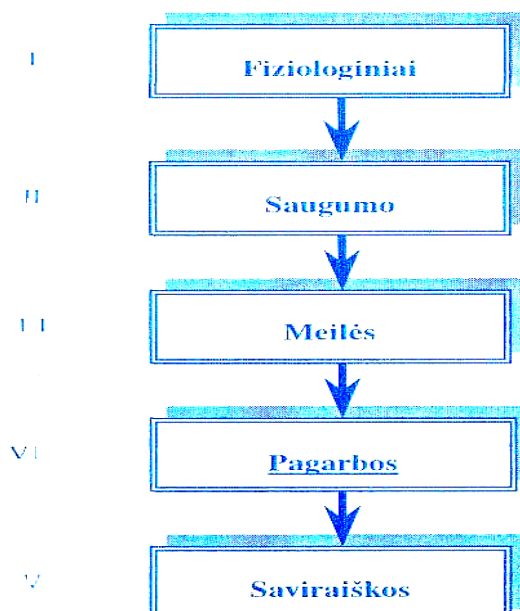 I
Fiziologiniai
II
Saugumo
Meilės
VI
Pagarbos
V
Saviraiškos